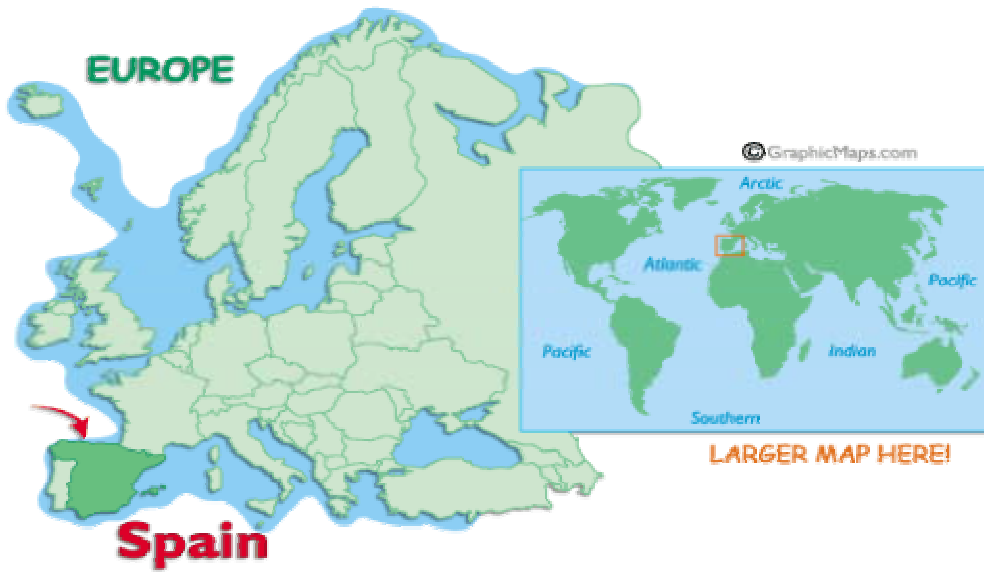 EUROPE
© GraphicMaps.com
Arctic
Atlantic
Pacific
Pacific
Indian
Southern
LARGER MAP HERE!
Spain